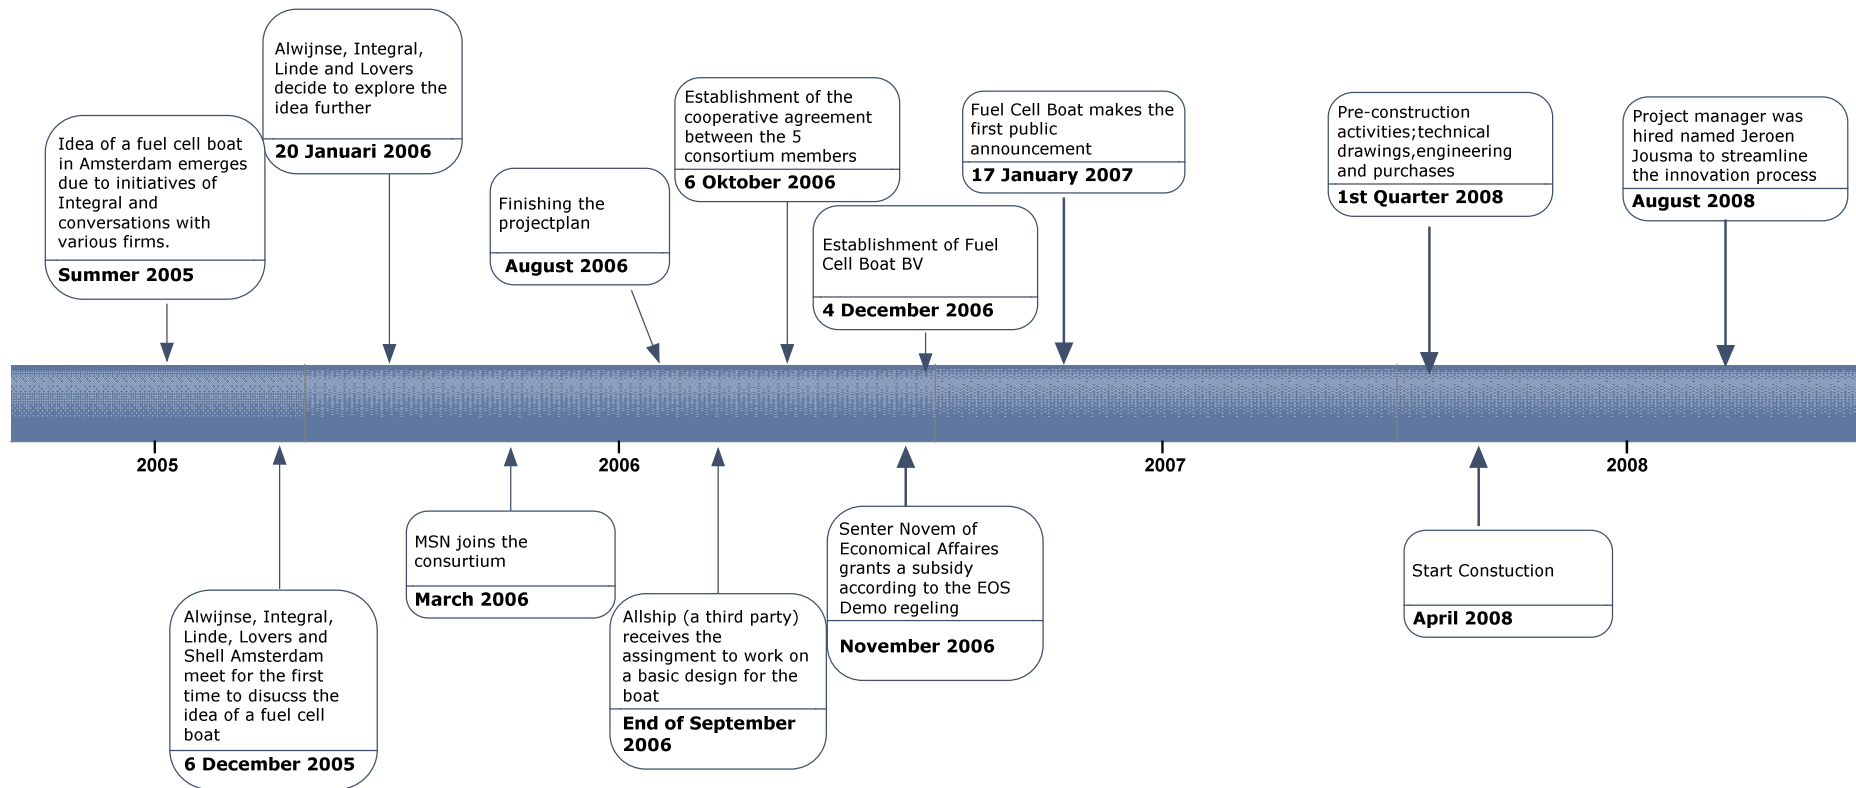 Idea of a fuel cell boat
in Amsterdam emerges
due to initiatives of
Integral and
conversations with
various firms.
Summer 2005
Alwijnse, Integral,
Linde and Lovers
decide to explore the
idea further
20 Januari 2006
Finishing the
projectplan
August 2006
Establishment of the
cooperative agreement
between the 5
consortium members
6 Oktober 2006
Establishment of Fuel
Cell Boat BV
4 December 2006
Fuel Cell Boat makes the
first public
announcement
17 January 2007
Pre-construction
activities;technical
drawings,engineering
and purchases
1st Quarter 2008
Project manager was
hired named Jeroen
Jousma to streamline
the innovation process
August 2008
2005
2006
2007
2008
Alwijnse, Integral,
Linde, Lovers and
Shell Amsterdam
meet for the first
time to disucss the
idea of a fuel cell
boat
6 December 2005
MSN joins the
consurtium
March 2006
Allship (a third party)
receives the
assingment to work on
a basic design for the
boat
End of September
2006
Senter Novem of
Economical Affaires
grants a subsidy
according to the EOS
Demo regeling
November 2006
Start Constuction
April 2008